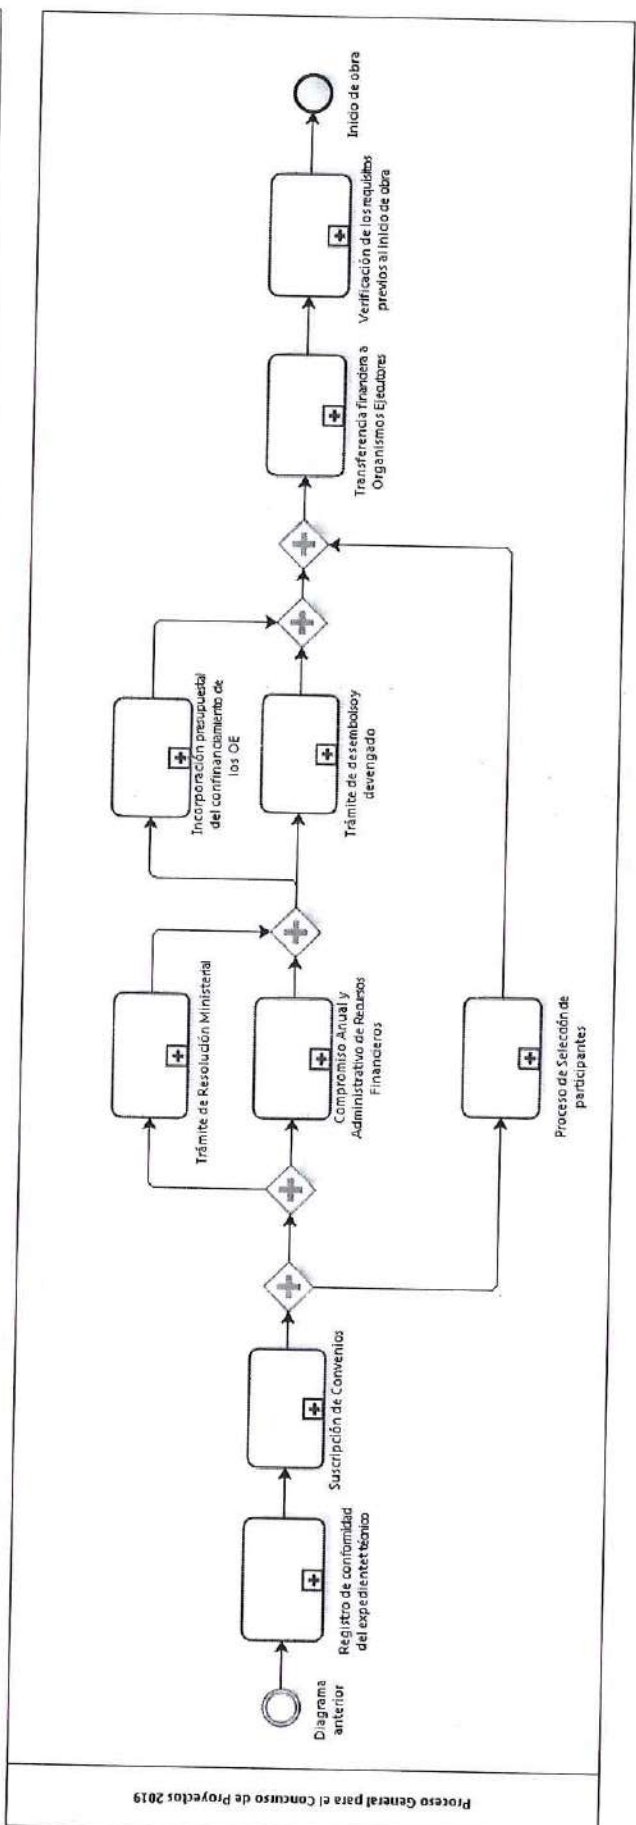 Proceso General para el Concurso de Proyectos 2019
Diagrama
anterior
Registro de conformidad
del expedientet técnico
Suscripción de Convenios
Trámite de Resolución Ministerial
Compromiso Anual y
Administrativo de Recursos
Financieros
Proceso de Selección de
participantes
Incorporación presupuestal
del confinanciamiento de
los OE
Trámite de desembolso y
devengado
Transferencia financiera a
Organismos Ejecutores
Verificación de los requisitos
previos al inicio de obra
Inicio de obra